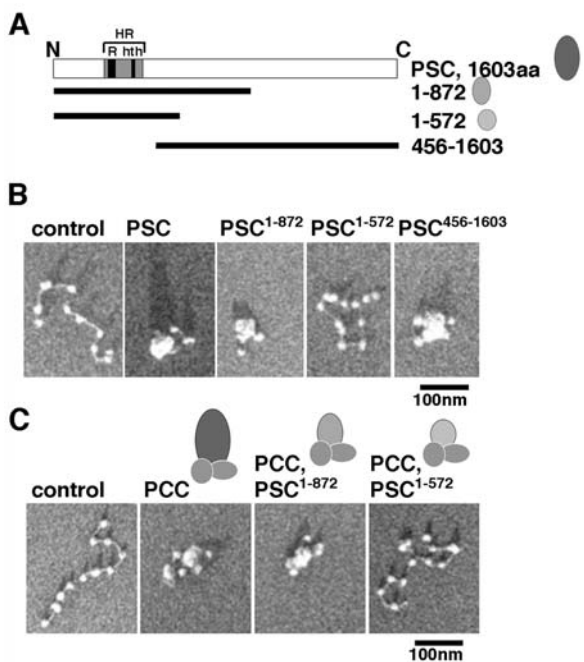 A
HR
N R hth C
PSC, 1603aa
1-872
1-572
456-1603
B
control PSC PSC1-872 PSC1-572 PSC456-1603
100nm
C
PCC, PCC,
control PCC PSC1-872 PSC1-572
100nm